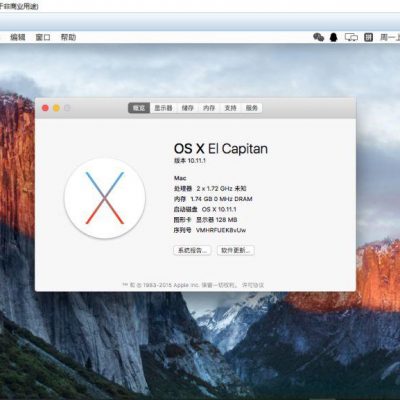 于非商业用途)
编辑 窗口 帮助 周一上
概览 显示器 储存 内存 支持 服务
OS X El Capitan
版本 10.11.1
Mac
处理器 2 x 1.72 GHz 未知
内存 1.74 GB 0 MHz DRAM
启动磁盘 OS X 10.11.1
图形卡 显示器 128 MB
序列号 VMHRFUEKBvUw
系统报告... 软件更新...
™ 和 © 1983-2015 Apple Inc. 保留一切权利。 许可协议